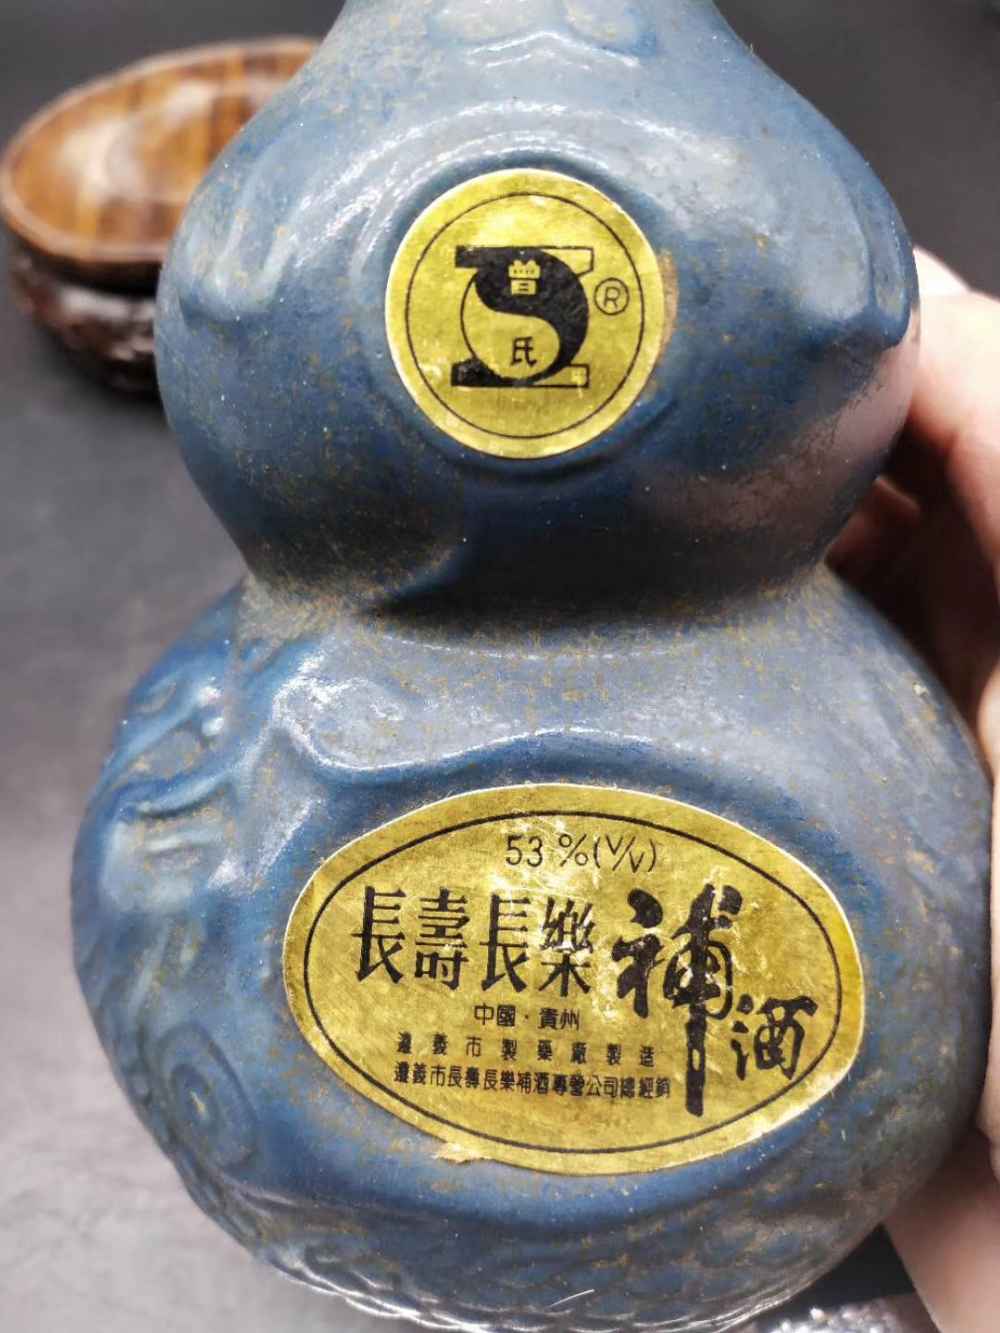 曾
氏
®
53%(V/V)
長壽長樂補酒
中國·貴州
遵義市製藥廠製造
遵義市長壽長樂補酒專營公司總經銷